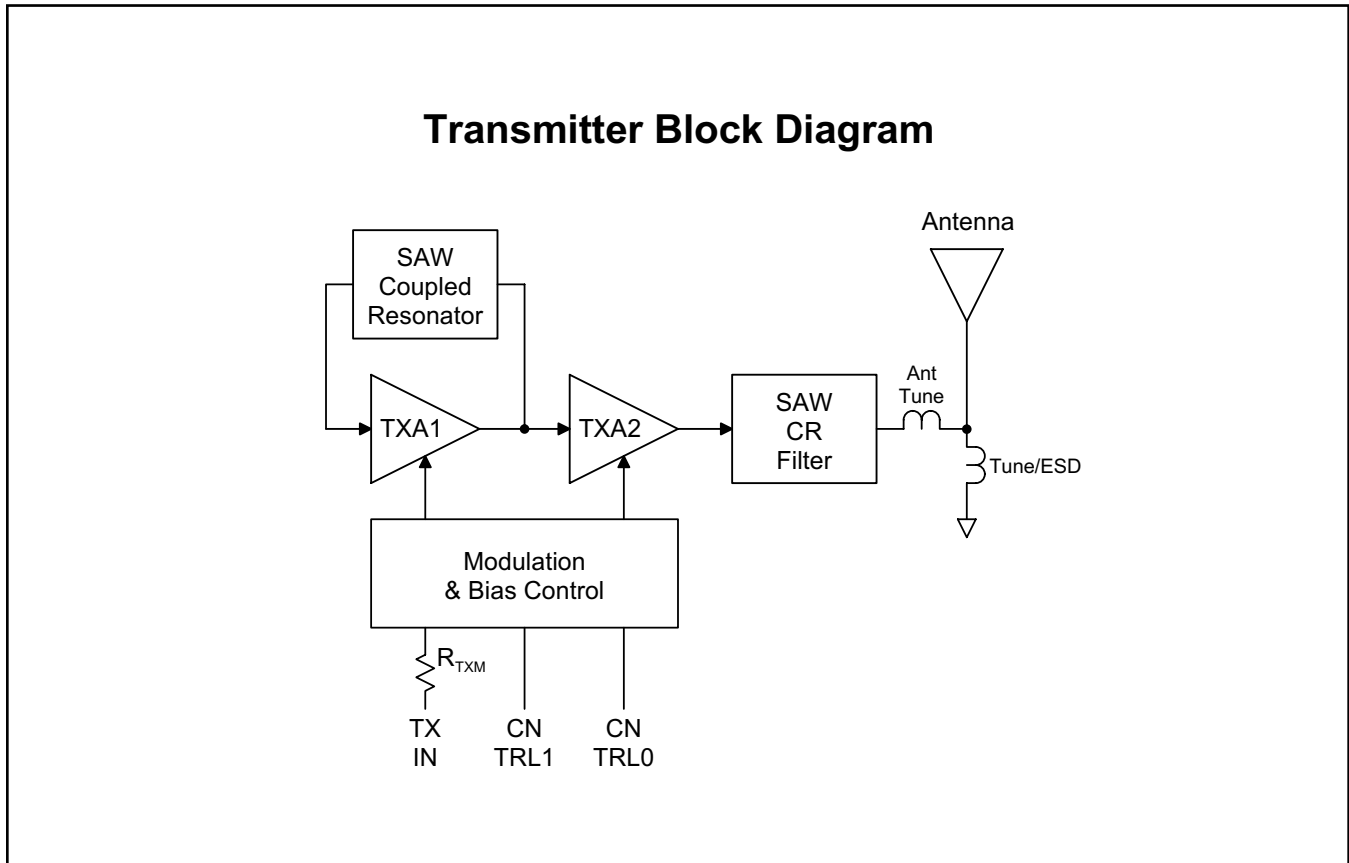 Transmitter Block Diagram
Antenna
SAW
Coupled
Resonator
Ant
Tune
TXA1
TXA2
SAW
CR
Filter
Tune/ESD
Modulation
& Bias Control
RTXM
TX
IN
CN
TRL1
CN
TRL0